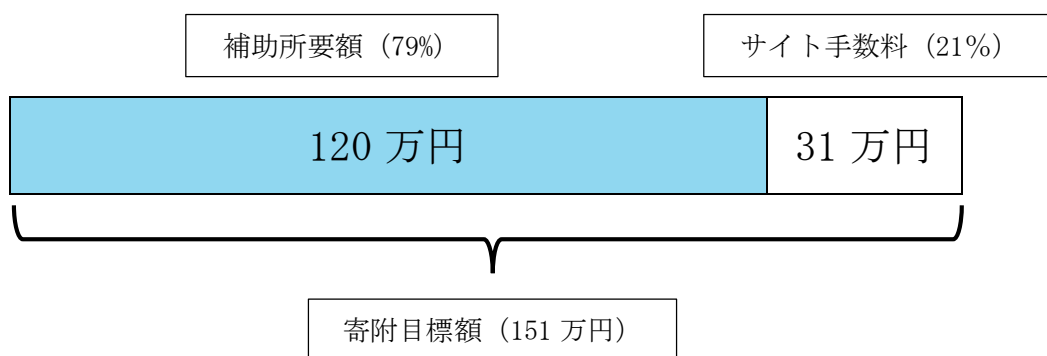 補助所要額（79%）
サイト手数料（21％）
120 万円
31 万円
寄附目標額（151 万円）